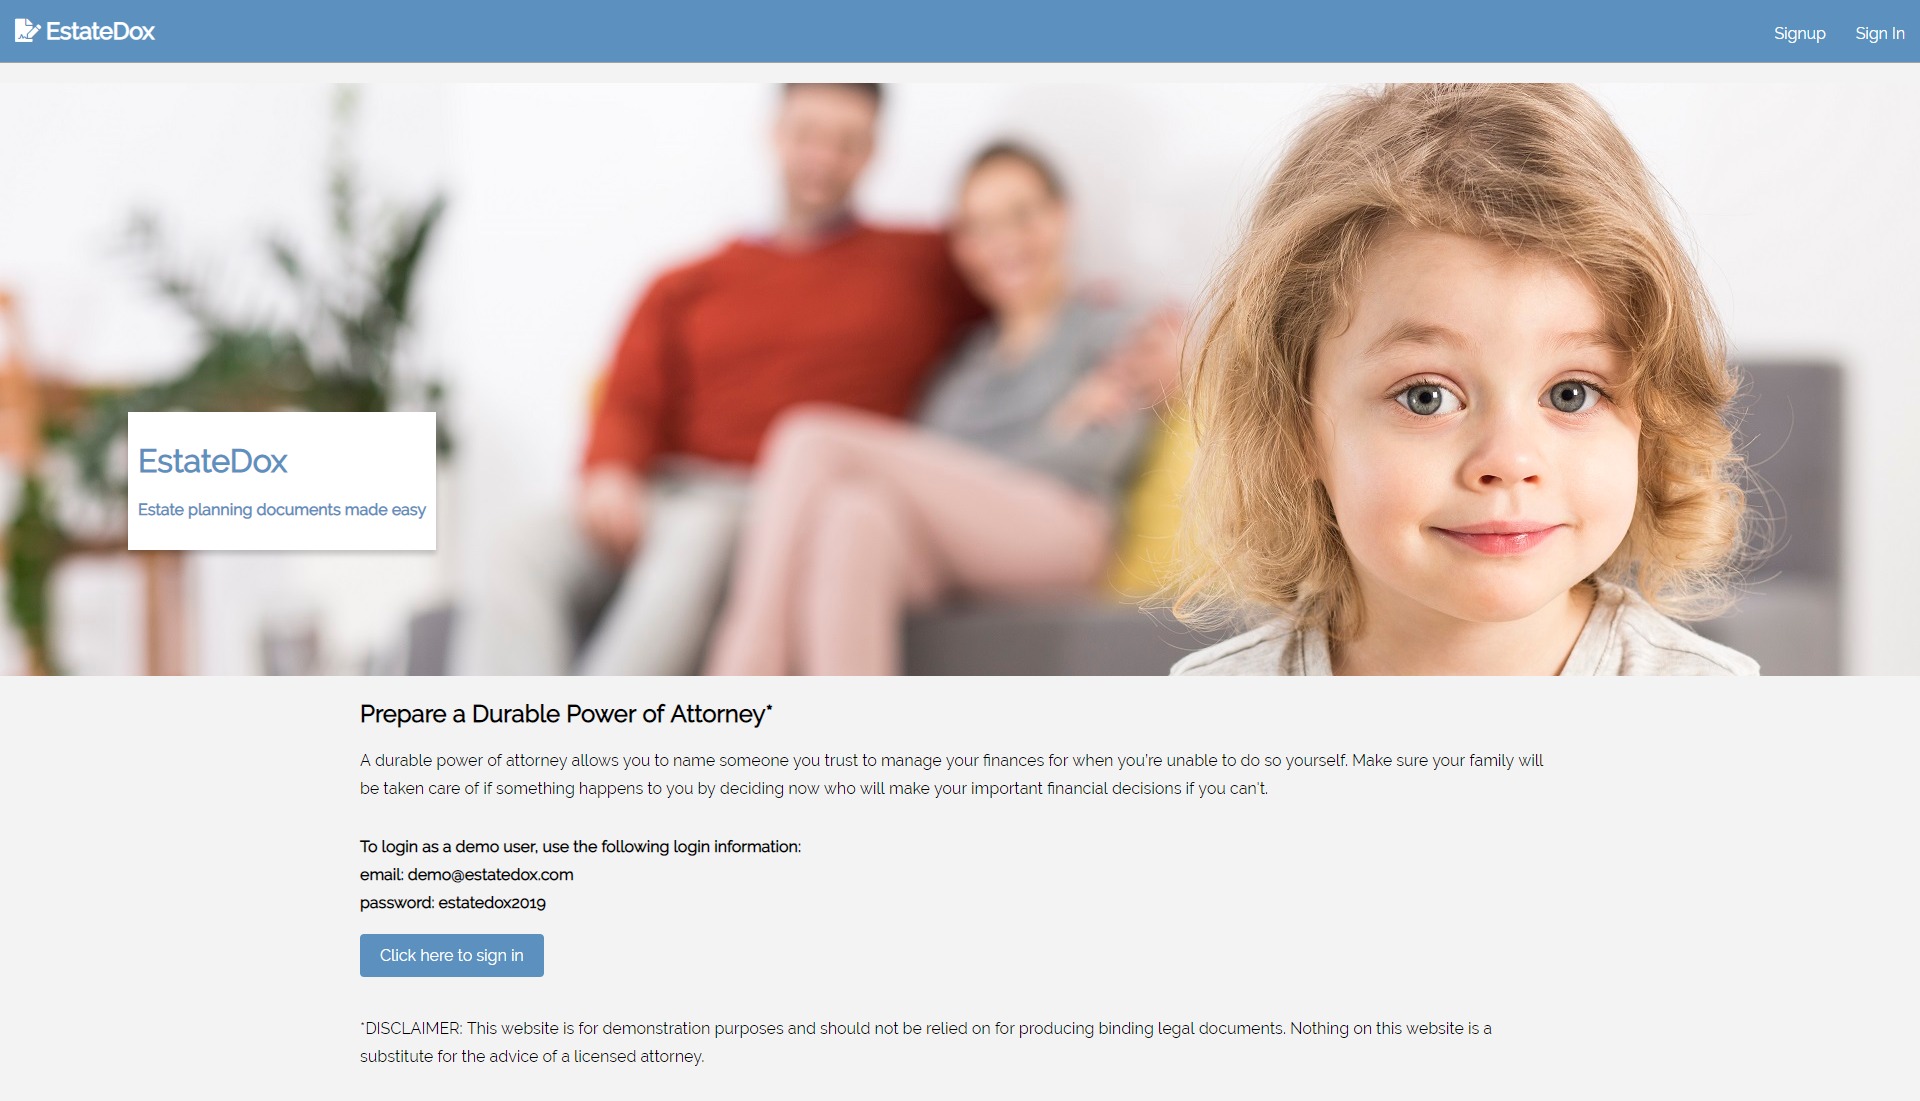 EstateDox
Signup
Sign In
EstateDox
Estate planning documents made easy
Prepare a Durable Power of Attorney*
A durable power of attorney allows you to name someone you trust to manage your finances for when you're unable to do so yourself. Make sure your family will
be taken care of if something happens to you by deciding now who will make your important financial decisions if you can't.
To login as a demo user, use the following login information:
email: demo@estatedox.com
password: estatedox2019
Click here to sign in
*DISCLAIMER: This website is for demonstration purposes and should not be relied on for producing binding legal documents. Nothing on this website is a
substitute for the advice of a licensed attorney.